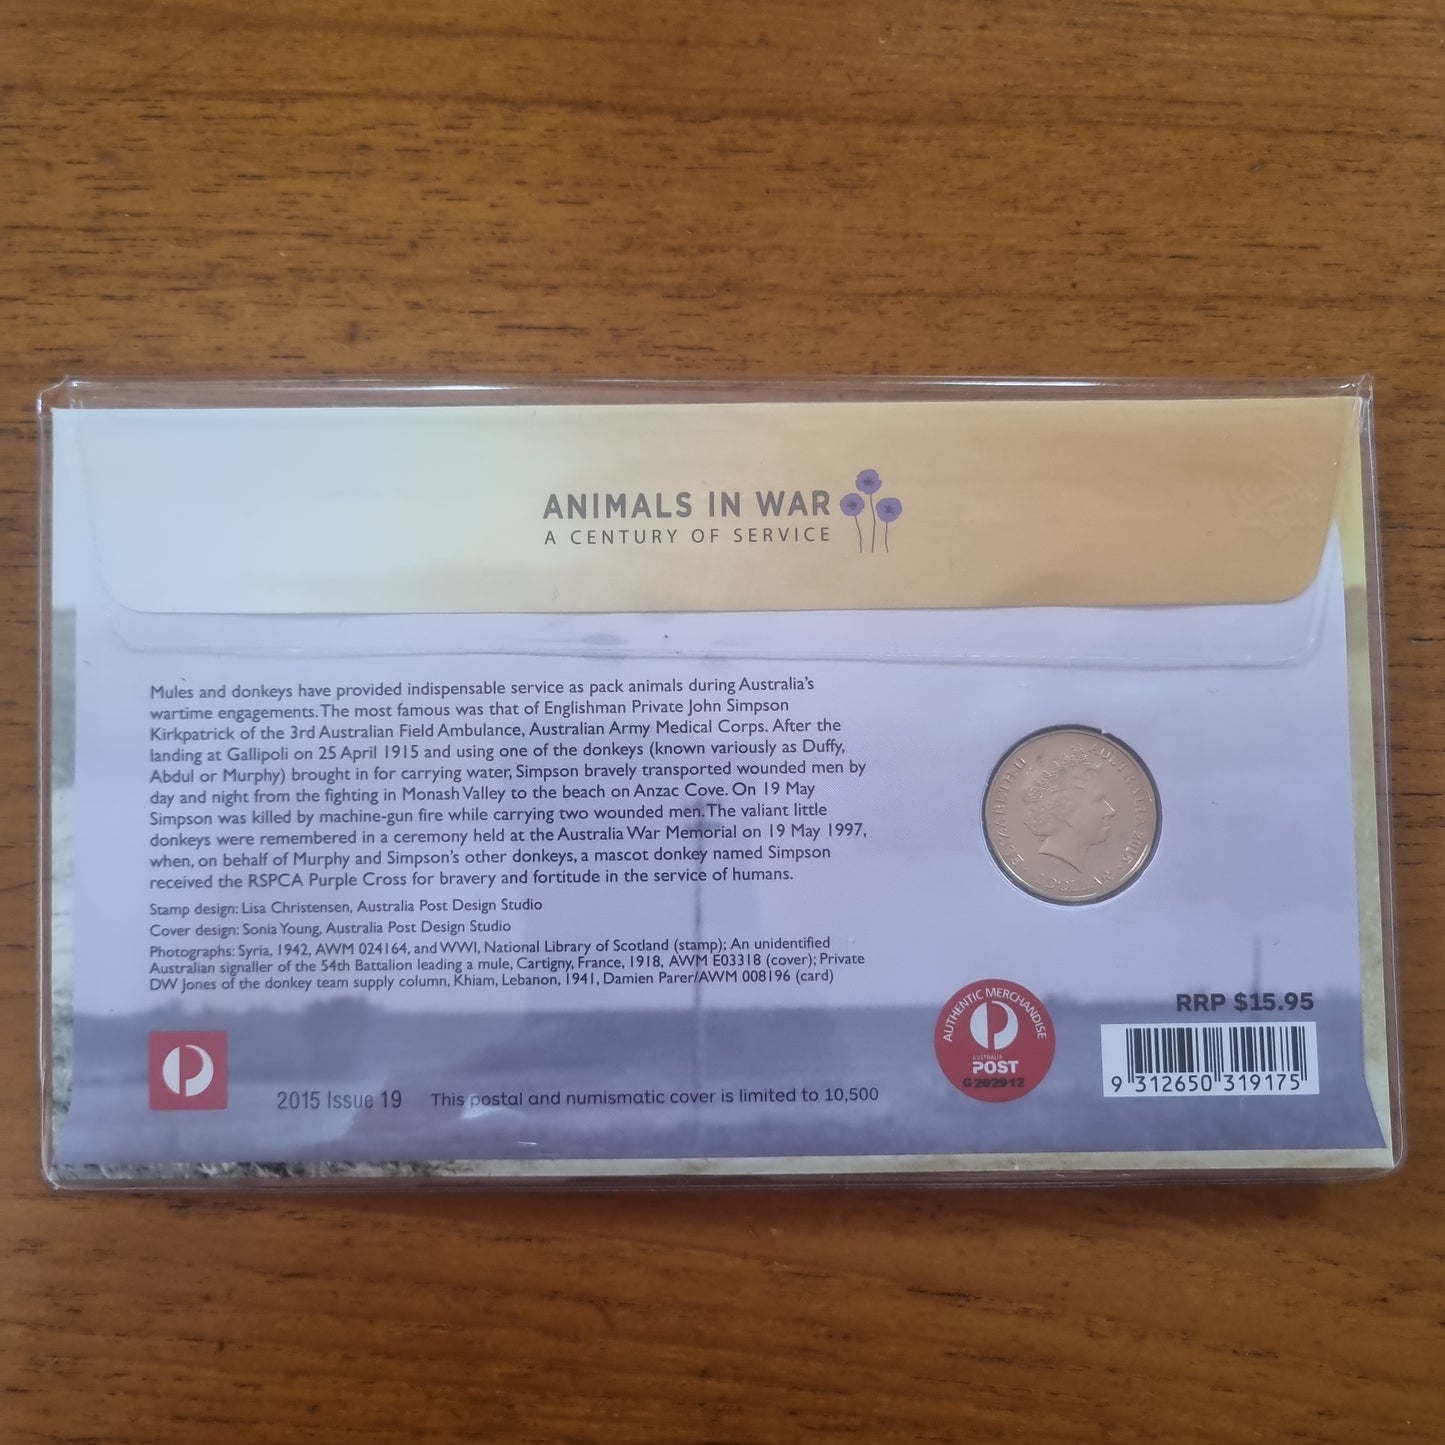 ANIMALS IN WAR
A CENTURY OF SERVICE
Mules and donkeys have provided indispensable service as pack animals during Australia's
wartime engagements. The most famous was that of Englishman Private John Simpson
Kirkpatrick of the 3rd Australian Field Ambulance, Australian Army Medical Corps. After the
landing at Gallipoli on 25 April 1915 and using one of the donkeys (known variously as Duffy,
Abdul or Murphy) brought in for carrying water, Simpson bravely transported wounded men by
day and night from the fighting in Monash Valley to the beach on Anzac Cove. On 19 May
Simpson was killed by machine-gun fire while carrying two wounded men. The valiant little
donkeys were remembered in a ceremony held at the Australia War Memorial on 19 May 1997,
when, on behalf of Murphy and Simpson's other donkeys, a mascot donkey named Simpson
received the RSPCA Purple Cross for bravery and fortitude in the service of humans.
Stamp design: Lisa Christensen, Australia Post Design Studio
Cover design: Sonia Young, Australia Post Design Studio
Photographs: Syria, 1942, AWM 024164, and WWI, National Library of Scotland (stamp); An unidentified
Australian signaller of the 54th Battalion leading a mule, Cartigny, France, 1918, AWM E03318 (cover); Private
DW Jones of the donkey team supply column, Khiam, Lebanon, 1941, Damien Parer/AWM 008196 (card)
ELIZABETH II AUSTRALIA 2015
1 DOLLAR
AUTHENTIC MERCHANDISE
AUSTRALIA
POST
G202912
RRP $15.95
9 312650 319175
2015 Issue 19
This postal and numismatic cover is limited to 10,500